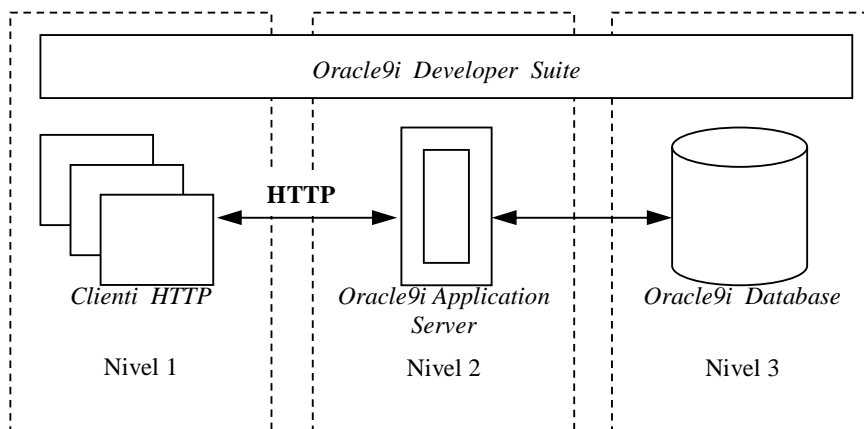 Oracle9i Developer Suite
HTTP
Clienti HTTP
Oracle9i Application
Server
Oracle9i Database
Nivel 1
Nivel 2
Nivel 3